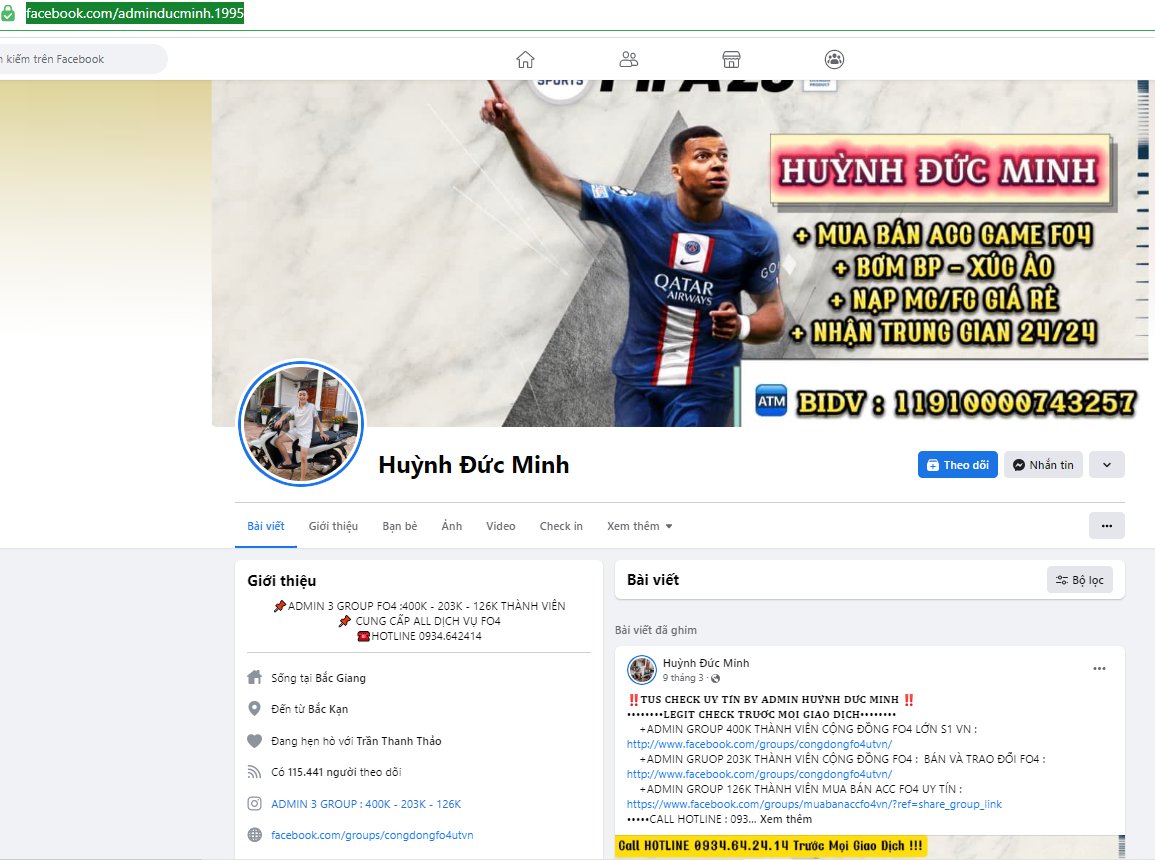 facebook.com/adminducminh.1995
kiếm trên Facebook
SPORTS
FIFA 23
PRODUCT
HUỲNH ĐỨC MINH
+ MUA BÁN ACC GAME FO4
+ BƠM BP - XÚC ẢO
+ NẠP MC/FC GIÁ RẺ
+ NHẬN TRUNG GIAN 24/24
QATAR
AIRWAYS
GOAT
ATM BIDV : 11910000743257
Huỳnh Đức Minh
Theo dõi
Nhắn tin
Bài viết
Giới thiệu
Bạn bè
Ảnh
Video
Check in
Xem thêm
Giới thiệu
📌ADMIN 3 GROUP FO4 :400K - 203K - 126K THÀNH VIÊN
📌 CUNG CẤP ALL DỊCH VỤ FO4
☎️HOTLINE 0934.642414
Sống tại Bắc Giang
Đến từ Bắc Kạn
Đang hẹn hò với Trần Thanh Thảo
Có 115.441 người theo dõi
ADMIN 3 GROUP : 400K - 203K - 126K
facebook.com/groups/congdongfo4utvn
Bài viết
Bộ lọc
Bài viết đã ghim
Huỳnh Đức Minh
9 tháng 3 ·
‼️TUS CHECK UY TÍN BY ADMIN HUỲNH ĐỨC MINH ‼️
••••••••LEGIT CHECK TRƯỚC MỌI GIAO DỊCH••••••••
+ADMIN GROUP 400K THÀNH VIÊN CỘNG ĐỒNG FO4 LỚN S1 VN :
http://www.facebook.com/groups/congdongfo4utvn/
+ADMIN GRUOP 203K THÀNH VIÊN CỘNG ĐỒNG FO4 : BÁN VÀ TRAO ĐỔI FO4 :
http://www.facebook.com/groups/congdongfo4utvn/
+ADMIN GROUP 126K THÀNH VIÊN MUA BÁN ACC FO4 UY TÍN :
https://www.facebook.com/groups/muabanaccfo4vn/?ref=share_group_link
•••••CALL HOTLINE : 093... Xem thêm
Call HOTLINE 0934.64.24.14 Trước Mọi Giao Dịch !!!